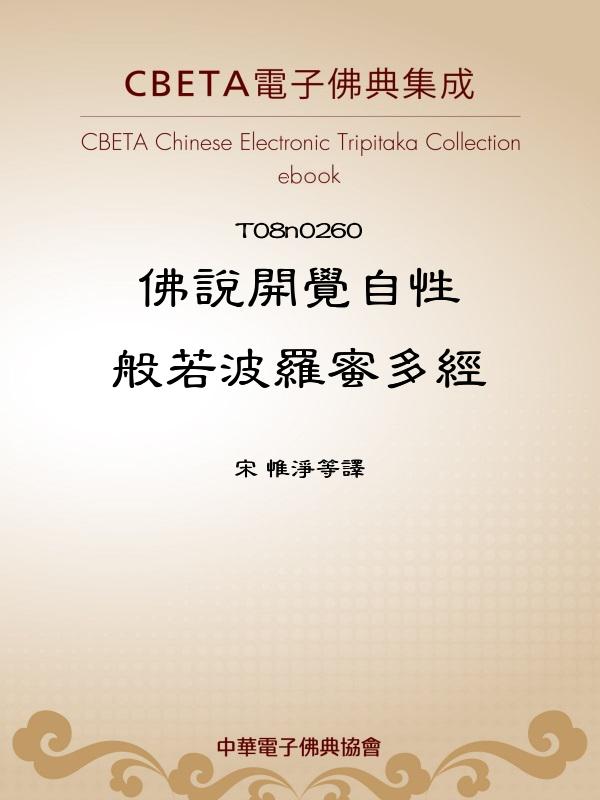 CBETA電子佛典集成
CBETA Chinese Electronic Tripitaka Collection
ebook
T08n0260
佛說開覺自性
般若波羅蜜多經
宋 惟淨等譯
中華電子佛典協會